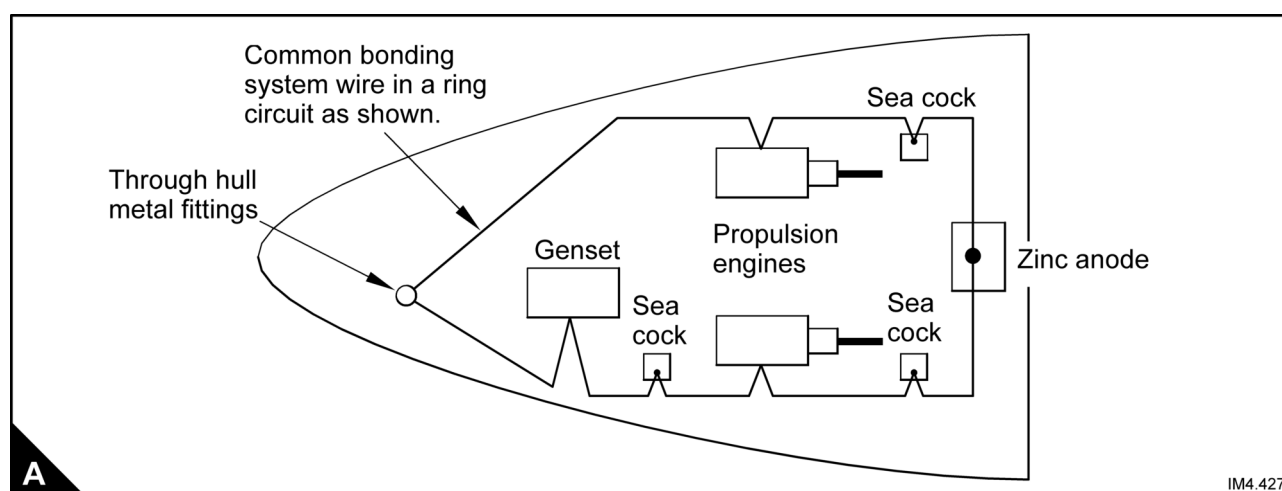 Common bonding
system wire in a ring
circuit as shown.
Sea cock
Through hull
metal fittings
Genset
Propulsion
engines
Zinc anode
Sea
cock
Sea
cock
A
IM4.427